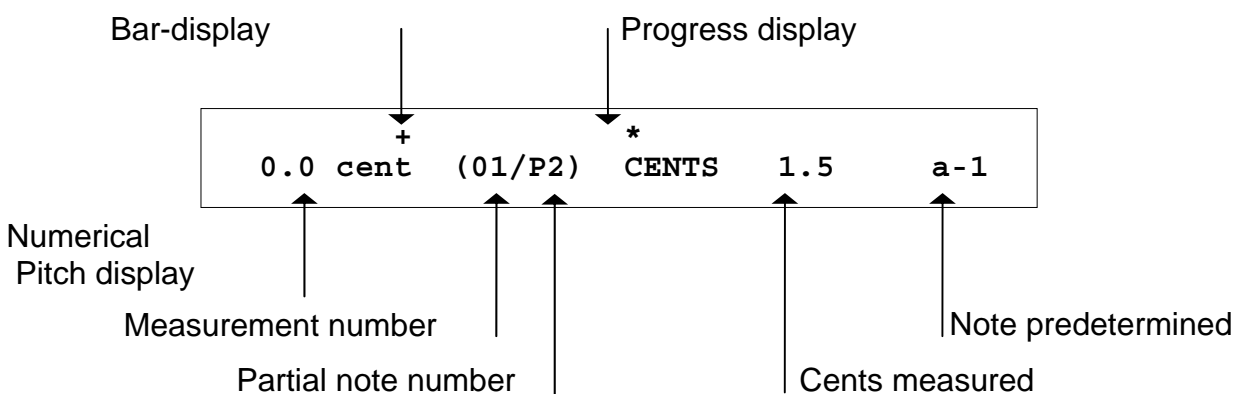 Bar-display Progress display
+ *
0.0 cent (01/P2) CENTS 1.5 a-1
Numerical
Pitch display
Measurement number Note predetermined
Partial note number Cents measured